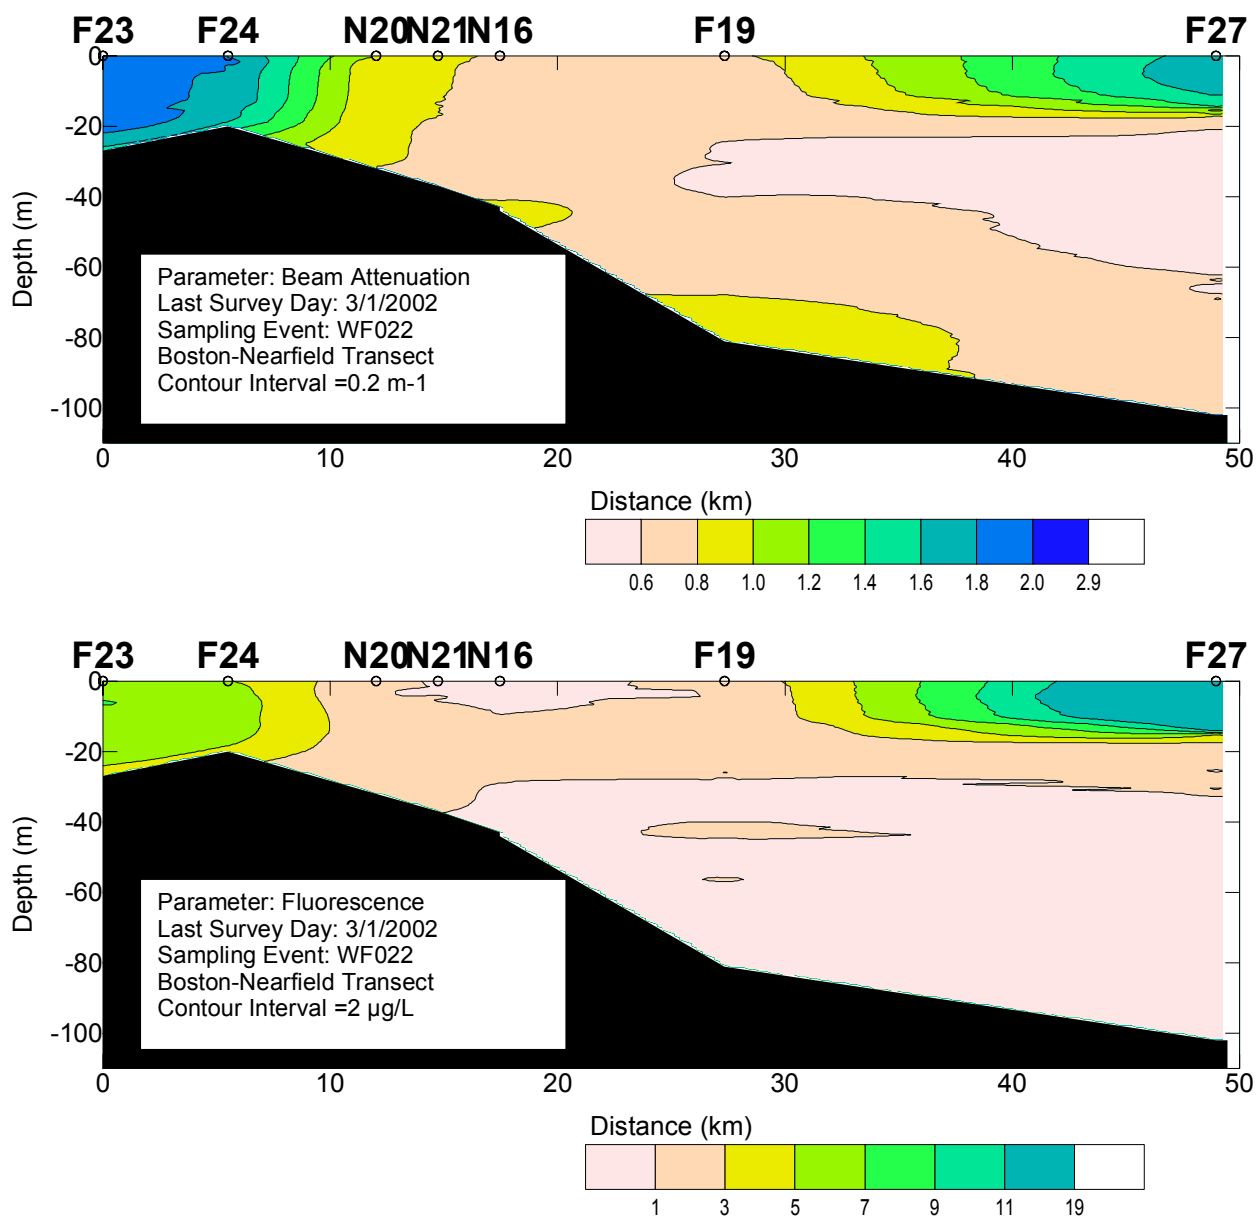 F23 F24 N20 N21 N16 F19 F27
0
-20
-40
-60
-80
-100
Depth (m)
Parameter: Beam Attenuation
Last Survey Day: 3/1/2002
Sampling Event: WF022
Boston-Nearfield Transect
Contour Interval =0.2 m-1
0 10 20 30 40 50
Distance (km)
0.6 0.8 1.0 1.2 1.4 1.6 1.8 2.0 2.9
F23 F24 N20 N21 N16 F19 F27
0
-20
-40
-60
-80
-100
Depth (m)
Parameter: Fluorescence
Last Survey Day: 3/1/2002
Sampling Event: WF022
Boston-Nearfield Transect
Contour Interval =2 µg/L
0 10 20 30 40 50
Distance (km)
1 3 5 7 9 11 19